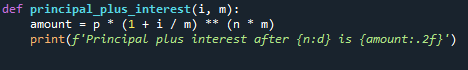 def principal_plus_interest(i, m):
    amount = p * (1 + i / m) ** (n * m)
    print(f'Principal plus interest after {n:d} is {amount:.2f}')